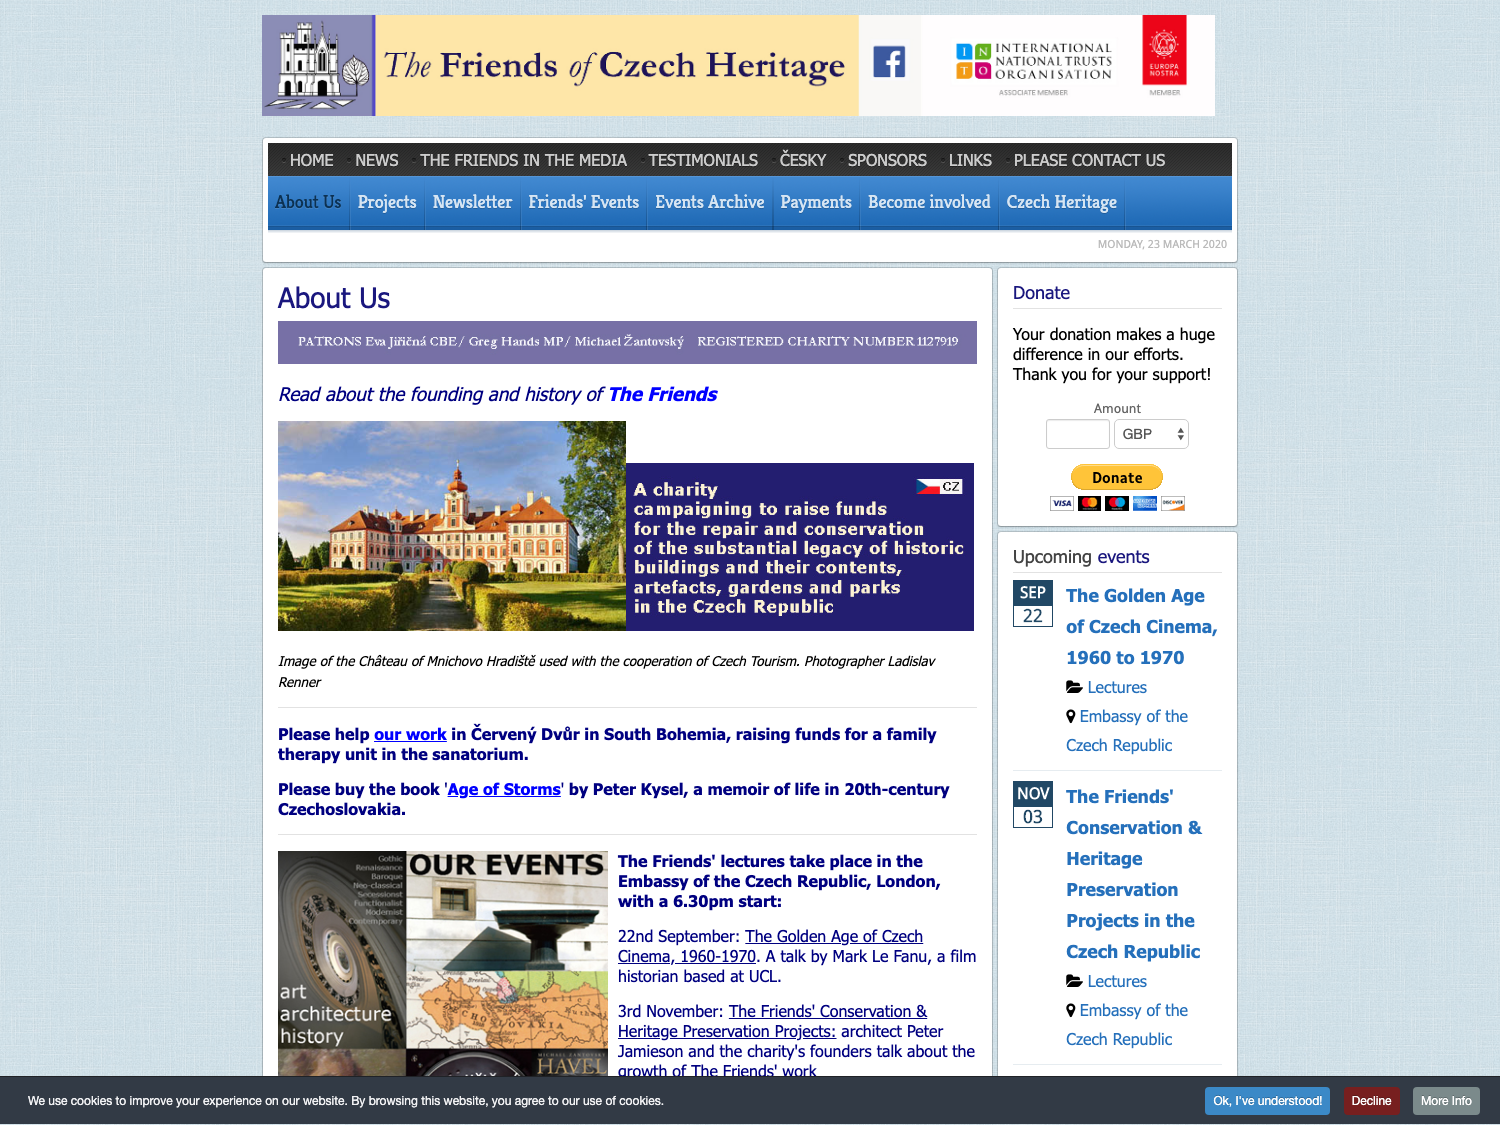 The Friends of Czech Heritage
INTO
INTERNATIONAL
NATIONAL TRUSTS
ORGANISATION
ASSOCIATE MEMBER
EUROPA
NOSTRA
MEMBER
HOME NEWS THE FRIENDS IN THE MEDIA TESTIMONIALS ČESKY SPONSORS LINKS PLEASE CONTACT US
About Us Projects Newsletter Friends' Events Events Archive Payments Become involved Czech Heritage
MONDAY, 23 MARCH 2020
About Us
PATRONS Eva Jiřičná CBE/ Greg Hands MP/ Michael Žantovský REGISTERED CHARITY NUMBER 1127919
Read about the founding and history of The Friends
CZ
A charity
campaigning to raise funds
for the repair and conservation
of the substantial legacy of historic
buildings and their contents,
artefacts, gardens and parks
in the Czech Republic
Image of the Château of Mnichovo Hradiště used with the cooperation of Czech Tourism. Photographer Ladislav
Renner
Please help our work in Červený Dvůr in South Bohemia, raising funds for a family
therapy unit in the sanatorium.
Please buy the book 'Age of Storms' by Peter Kysel, a memoir of life in 20th-century
Czechoslovakia.
Gothic
Renaissance
Baroque
Neo-classical
Secessionist
Functionalist
Modernist
Contemporary
OUR EVENTS
art
architecture
history
HAVEL
The Friends' lectures take place in the
Embassy of the Czech Republic, London,
with a 6.30pm start:
22nd September: The Golden Age of Czech
Cinema, 1960-1970. A talk by Mark Le Fanu, a film
historian based at UCL.
3rd November: The Friends' Conservation &
Heritage Preservation Projects: architect Peter
Jamieson and the charity's founders talk about the
growth of The Friends' work
Donate
Your donation makes a huge
difference in our efforts.
Thank you for your support!
Amount
GBP
Donate
VISA
DISCOVER
Upcoming events
SEP
22
The Golden Age
of Czech Cinema,
1960 to 1970
Lectures
Embassy of the
Czech Republic
NOV
03
The Friends'
Conservation &
Heritage
Preservation
Projects in the
Czech Republic
Lectures
Embassy of the
Czech Republic
We use cookies to improve your experience on our website. By browsing this website, you agree to our use of cookies.
Ok, I've understood! Decline More Info